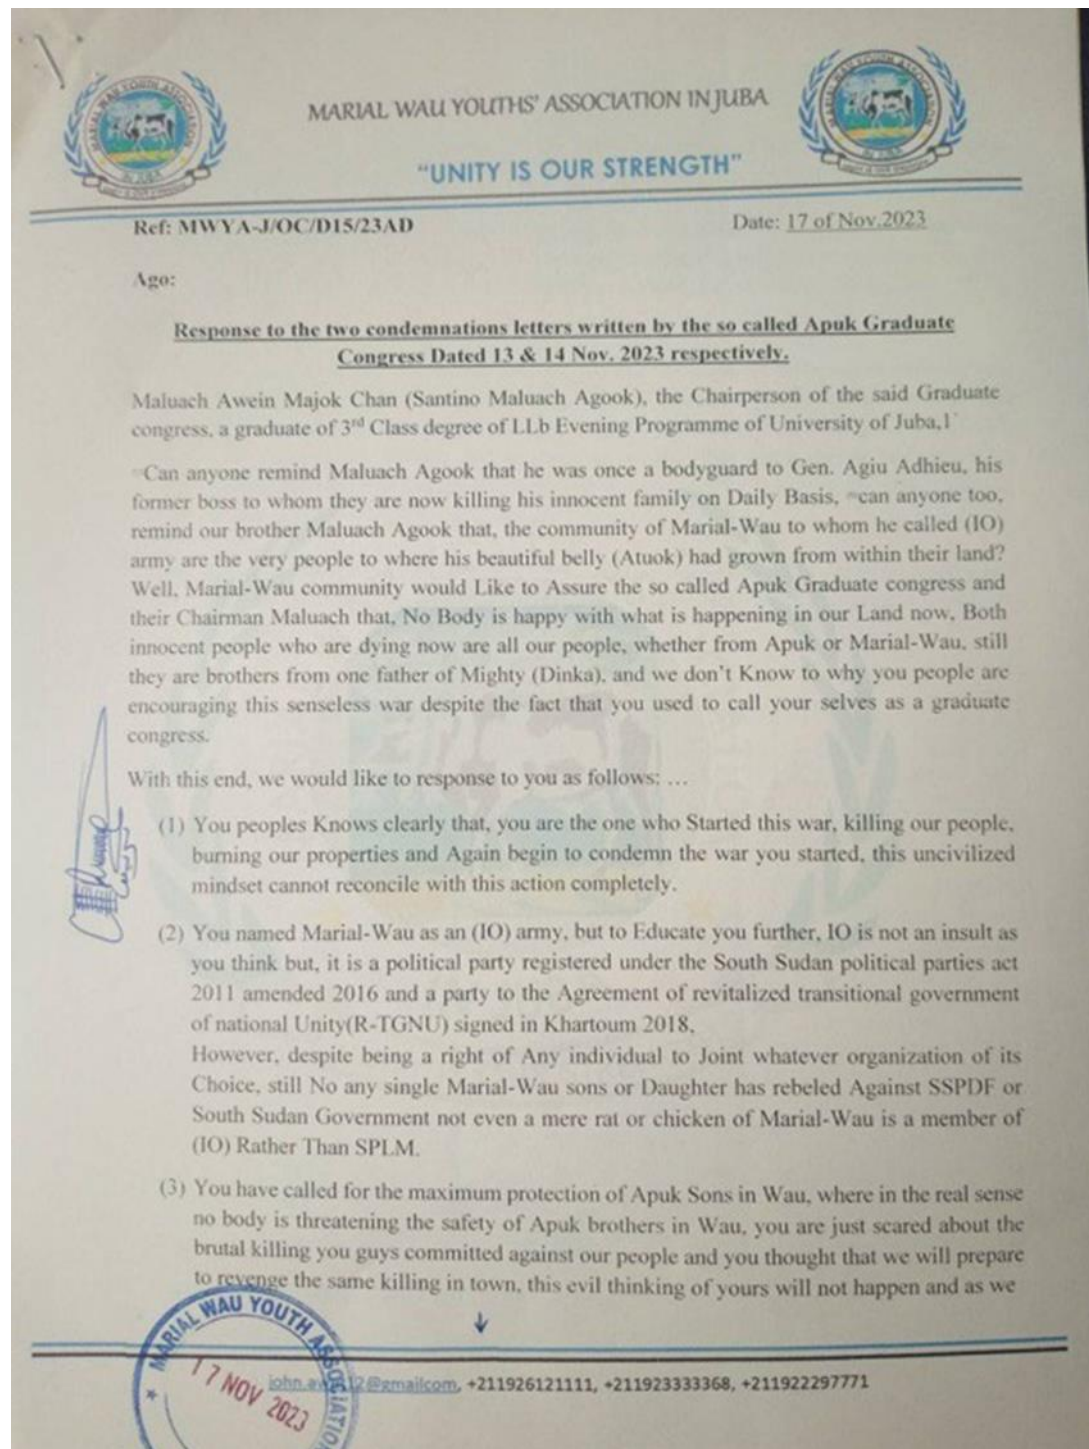 MARIAL WAU YOUTH ASSOCIATION
IN JUBA
MARIAL WAU YOUTHS' ASSOCIATION IN JUBA
"UNITY IS OUR STRENGTH"
MARIAL WAU YOUTH ASSOCIATION
IN JUBA
Ref: MWYA-J/OC/D15/23AD
Date: 17 of Nov.2023
Ago:
Response to the two condemnations letters written by the so called Apuk Graduate
Congress Dated 13 & 14 Nov. 2023 respectively.
Maluach Awein Majok Chan (Santino Maluach Agook), the Chairperson of the said Graduate
congress, a graduate of 3rd Class degree of LLb Evening Programme of University of Juba,1
"Can anyone remind Maluach Agook that he was once a bodyguard to Gen. Agiu Adhieu, his
former boss to whom they are now killing his innocent family on Daily Basis, "can anyone too,
remind our brother Maluach Agook that, the community of Marial-Wau to whom he called (IO)
army are the very people to where his beautiful belly (Atuok) had grown from within their land?
Well, Marial-Wau community would Like to Assure the so called Apuk Graduate congress and
their Chairman Maluach that, No Body is happy with what is happening in our Land now, Both
innocent people who are dying now are all our people, whether from Apuk or Marial-Wau, still
they are brothers from one father of Mighty (Dinka), and we don't Know to why you people are
encouraging this senseless war despite the fact that you used to call your selves as a graduate
congress.
With this end, we would like to response to you as follows; ...
(1) You peoples Knows clearly that, you are the one who Started this war, killing our people,
burning our properties and Again begin to condemn the war you started, this uncivilized
mindset cannot reconcile with this action completely.
(2) You named Marial-Wau as an (IO) army, but to Educate you further, IO is not an insult as
you think but, it is a political party registered under the South Sudan political parties act
2011 amended 2016 and a party to the Agreement of revitalized transitional government
of national Unity(R-TGNU) signed in Khartoum 2018,
However, despite being a right of Any individual to Joint whatever organization of its
Choice, still No any single Marial-Wau sons or Daughter has rebeled Against SSPDF or
South Sudan Government not even a mere rat or chicken of Marial-Wau is a member of
(IO) Rather Than SPLM.
(3) You have called for the maximum protection of Apuk Sons in Wau, where in the real sense
no body is threatening the safety of Apuk brothers in Wau, you are just scared about the
brutal killing you guys committed against our people and you thought that we will prepare
to revenge the same killing in town, this evil thinking of yours will not happen and as we
MARIAL WAU YOUTH ASSOCIATION
17 NOV 2023
+211926121111, +211923333368, +211922297771